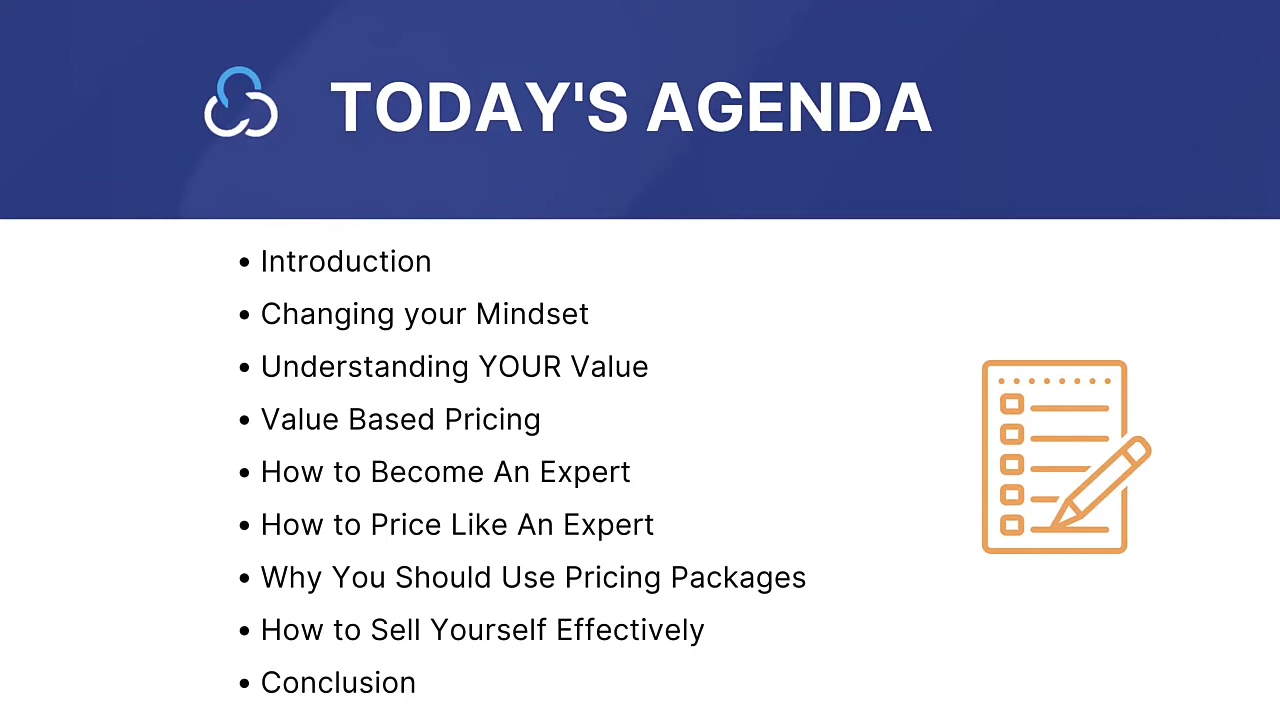 TODAY'S AGENDA
• Introduction
• Changing your Mindset
• Understanding YOUR Value
• Value Based Pricing
• How to Become An Expert
• How to Price Like An Expert
• Why You Should Use Pricing Packages
• How to Sell Yourself Effectively
• Conclusion